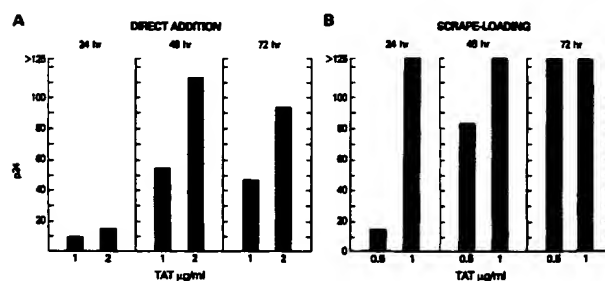 A DIRECT ADDITION
24 hr 48 hr 72 hr
>125
100
80
60
40
20
p24
1 2 1 2 1 2
TAT µg/ml
B SCRAPE-LOADING
24 hr 48 hr 72 hr
>125
100
80
60
40
20
0
0.5 1 0.5 1 0.5 1
TAT µg/ml